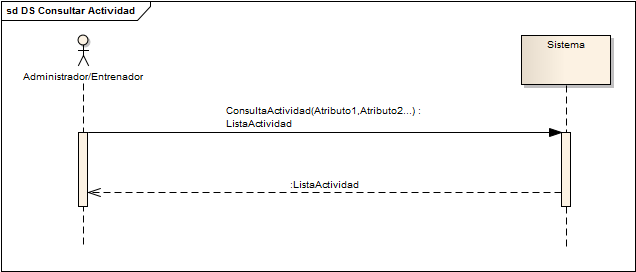 sd DS Consultar Actividad
Administrador/Entrenador
Sistema
ConsultaActividad(Atributo1,Atributo2...) :
ListaActividad
:ListaActividad